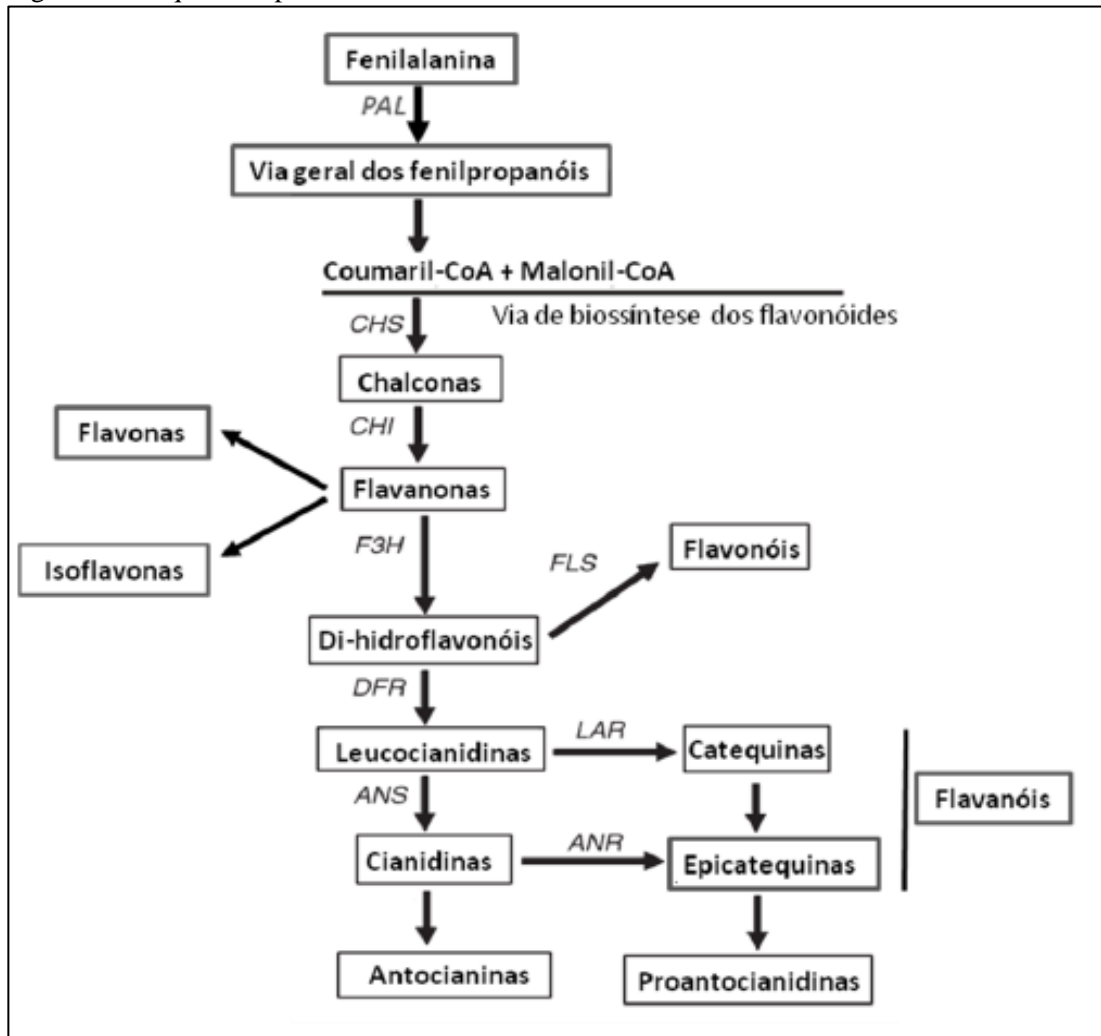 Fenilalanina
PAL
Via geral dos fenilpropanóis
Coumaril-CoA + Malonil-CoA
Via de biossíntese dos flavonóides
CHS
Chalconas
CHI
Flavonas
Flavanonas
Isoflavonas
F3H
FLS
Flavonóis
Di-hidroflavonóis
DFR
Leucocianidinas
LAR
Catequinas
ANS
Flavanóis
Cianidinas
ANR
Epicatequinas
Antocianinas
Proantocianidinas